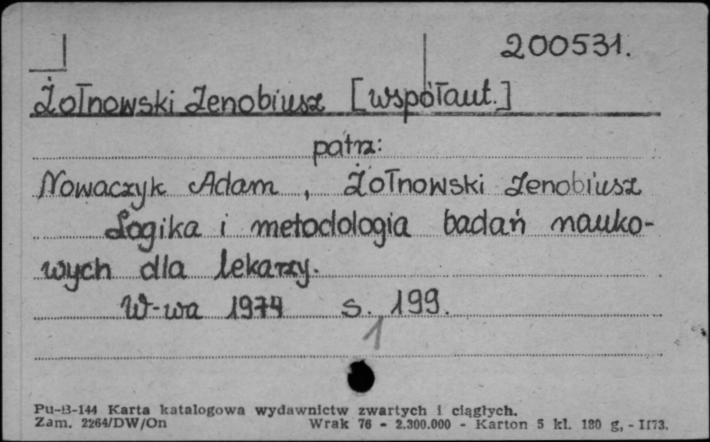 200531.
Żołnowski Zenobiusz [współaut.]
patrz:
Nowaczyk Adam, Żołnowski Zenobiusz
Logika i metodologia badań nauko-
wych dla lekarzy.
W-wa 1974 s. 199.
1
Pu-B-144 Karta katalogowa wydawnictw zwartych i ciągłych.
Zam. 2264/DW/On Wrak 76 - 2.300.000 - Karton 5 kl. 180 g, - II73.